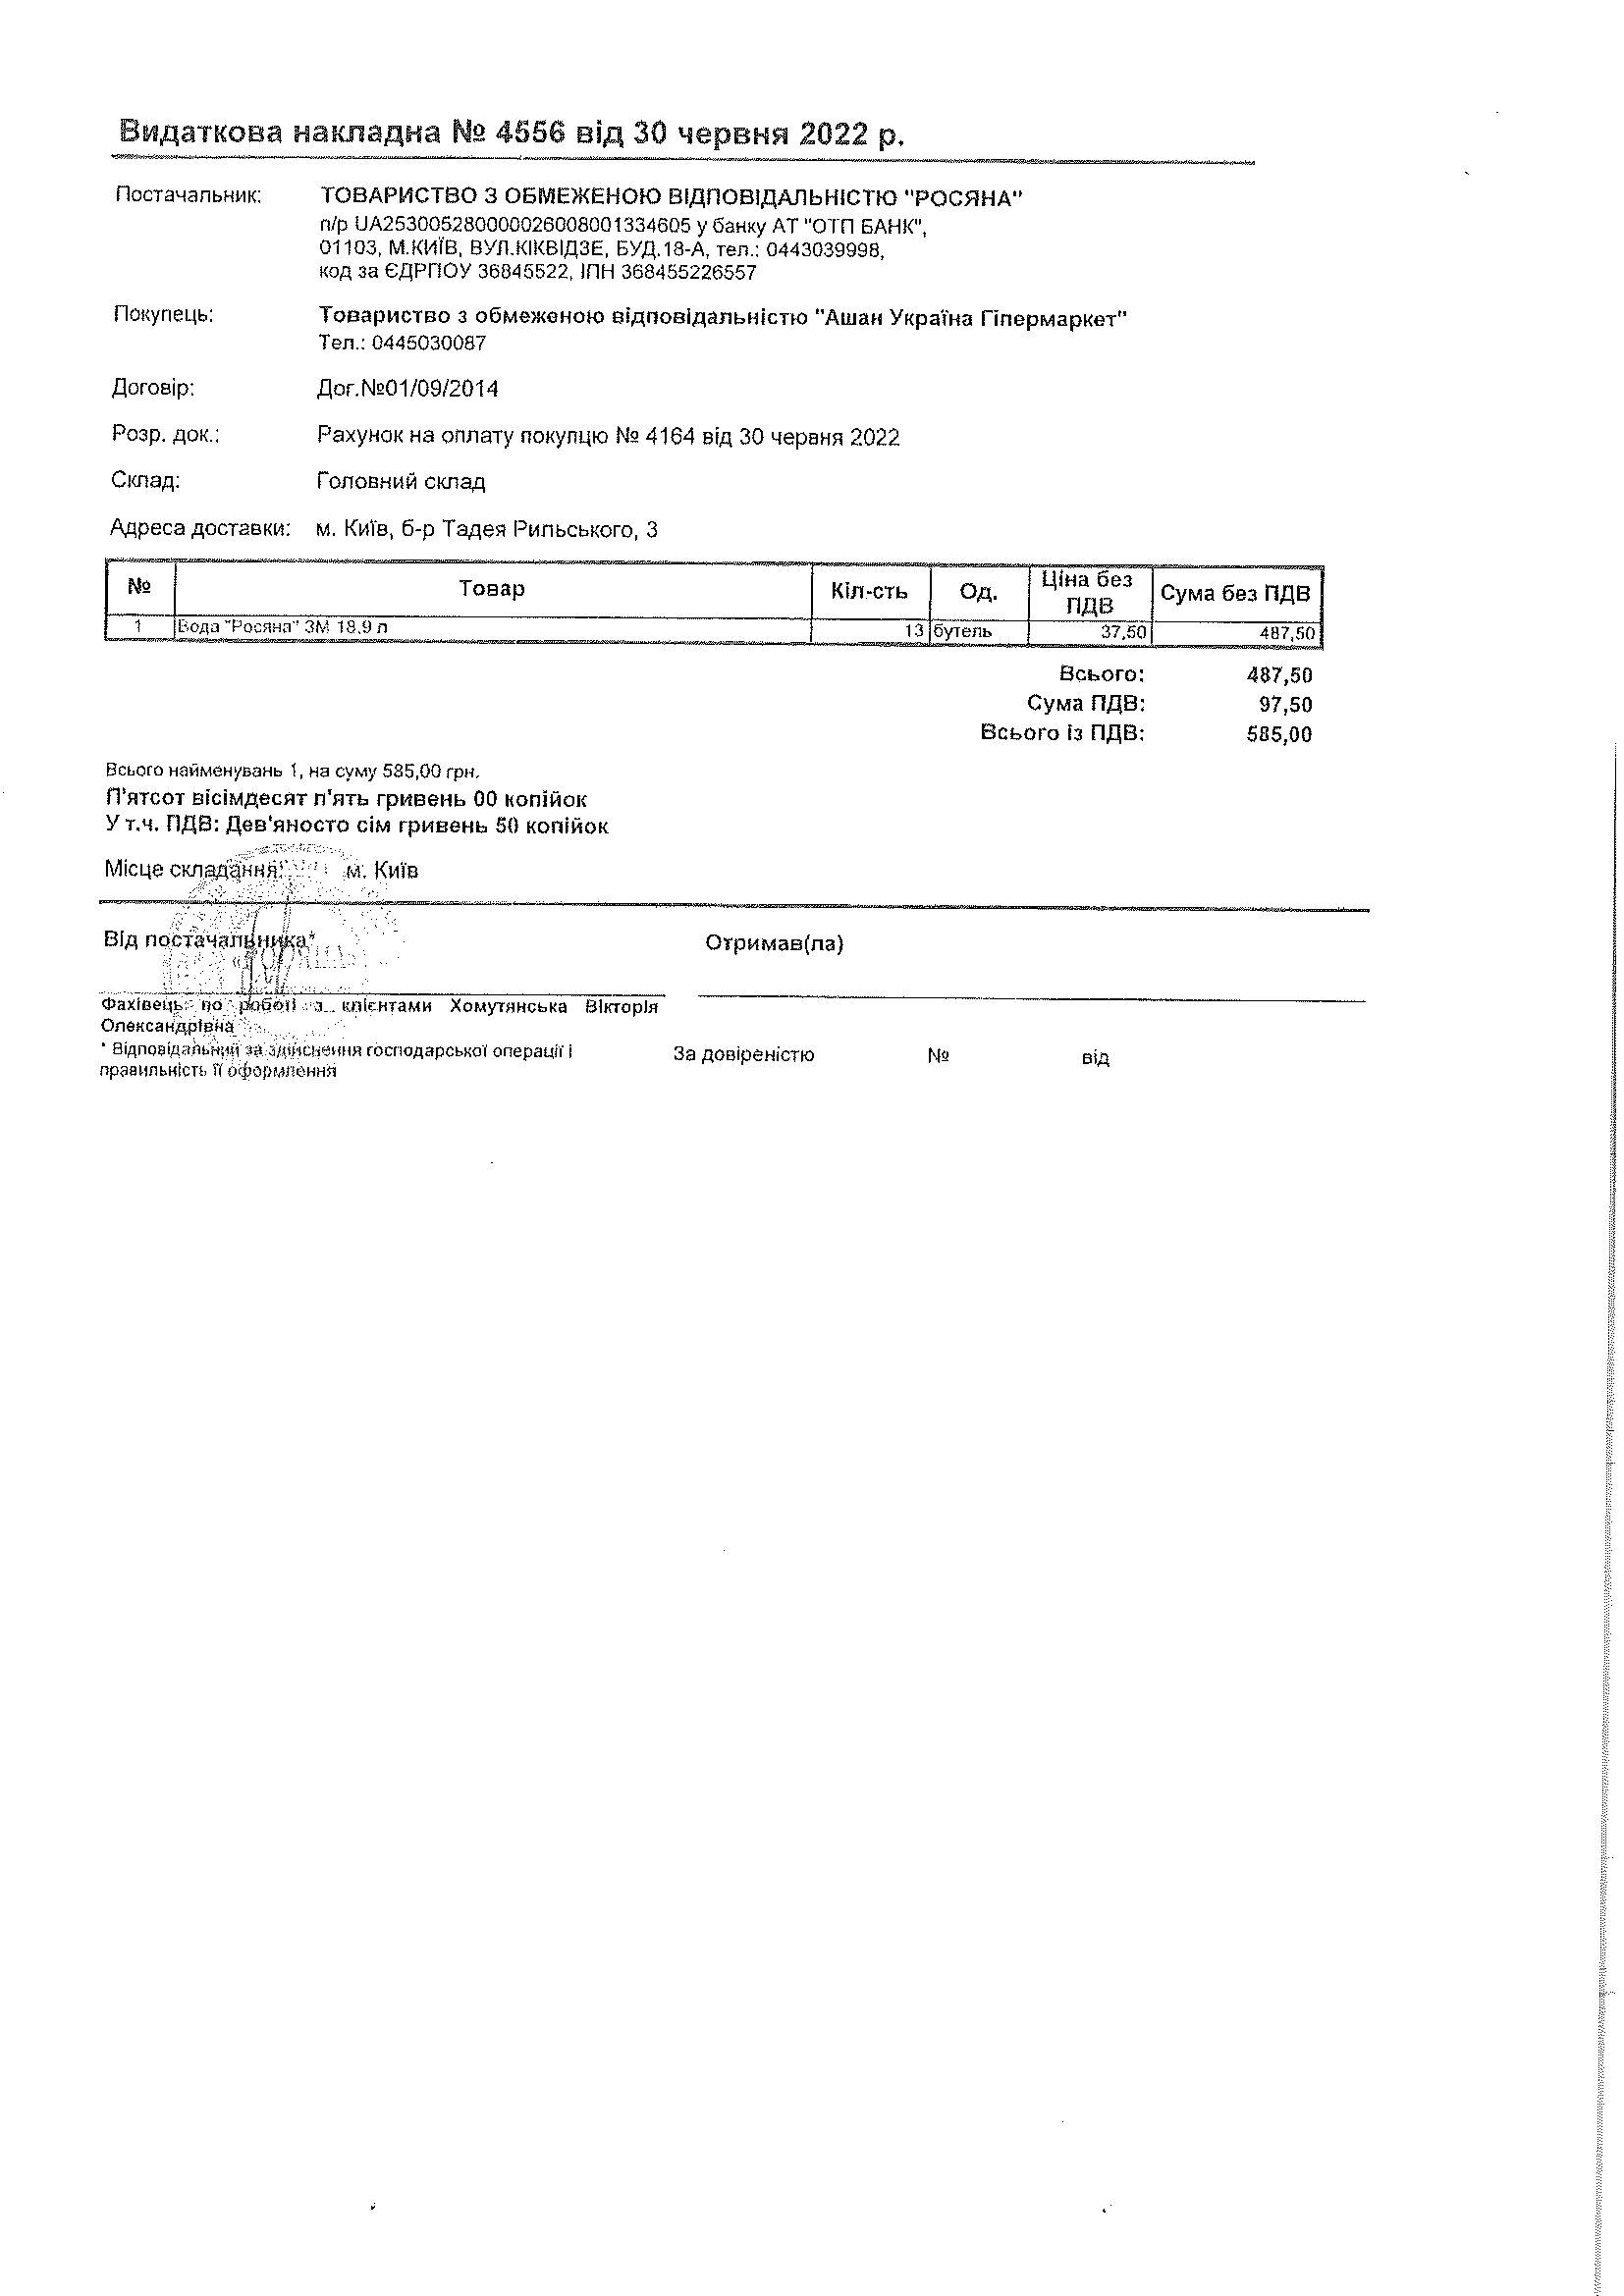 Видаткова накладна № 4556 від 30 червня 2022 р.
Постачальник: ТОВАРИСТВО З ОБМЕЖЕНОЮ ВІДПОВІДАЛЬНІСТЮ "РОСЯНА"
п/р UA253005280000026008001334605 у банку АТ "ОТП БАНК",
01103, М.КИЇВ, ВУЛ.КІКВІДЗЕ, БУД.18-А, тел.: 0443039998,
код за ЄДРПОУ 36845522, ІПН 368455226557
Покупець: Товариство з обмеженою відповідальністю "Ашан Україна Гіпермаркет"
Тел.: 0445030087
Договір: Дог.№01/09/2014
Розр. док.: Рахунок на оплату покупцю № 4164 від 30 червня 2022
Склад: Головний склад
Адреса доставки: м. Київ, б-р Тадея Рильського, 3
№ Товар Кіл-сть Од. Ціна без ПДВ Сума без ПДВ
1 Вода "Росяна" ЗМ 18,9 л 13 бутель 37,50 487,50
Всього: 487,50
Сума ПДВ: 97,50
Всього із ПДВ: 585,00
Всього найменувань 1, на суму 585,00 грн.
П'ятсот вісімдесят п'ять гривень 00 копійок
У т.ч. ПДВ: Дев'яносто сім гривень 50 копійок
Місце складання: м. Київ
Від постачальника* Отримав(ла)
Фахівець по роботі з клієнтами Хомутянська Вікторія
Олександрівна
* Відповідальний за здійснення господарської операції і
правильність її оформлення
За довіреністю № від